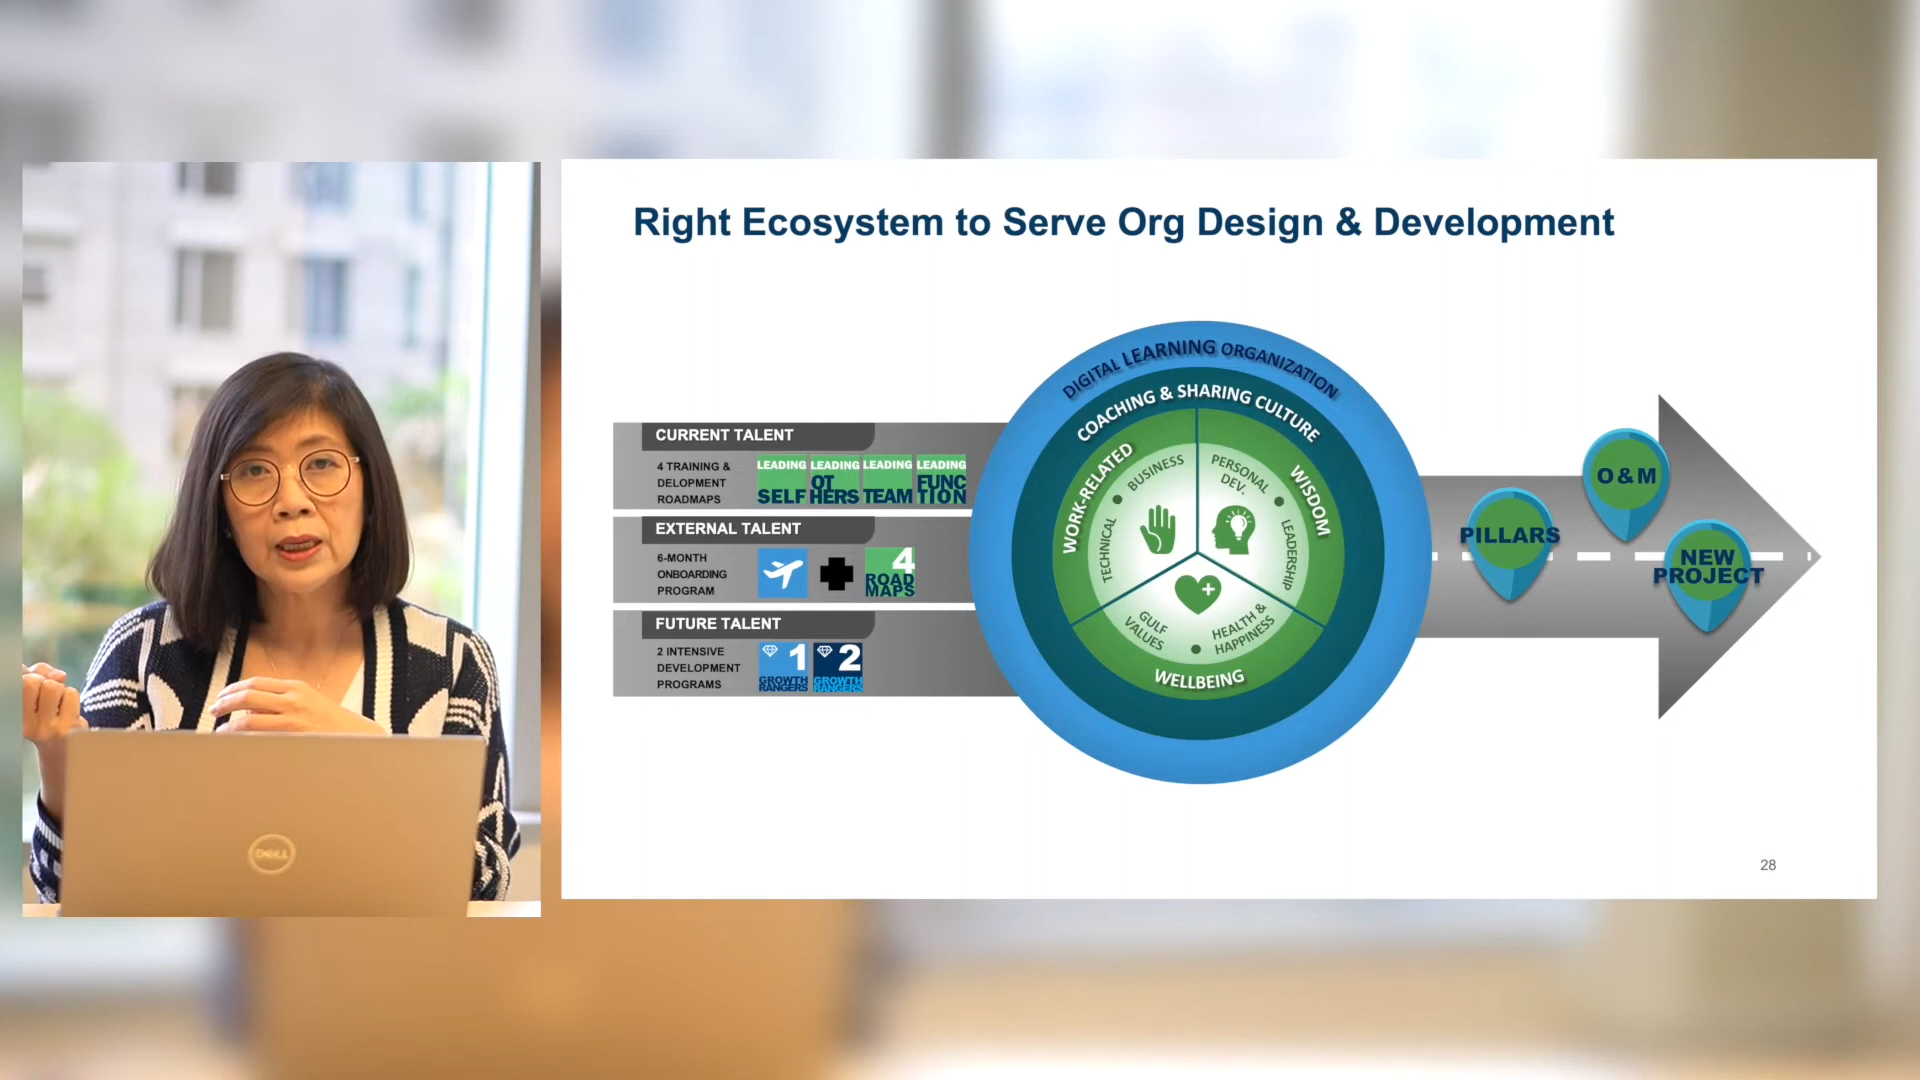 Right Ecosystem to Serve Org Design & Development
CURRENT TALENT
4 TRAINING &
DELOPMENT
ROADMAPS
LEADING
SELF
LEADING
OT
HERS
LEADING
TEAM
LEADING
FUNC
TION
EXTERNAL TALENT
6-MONTH
ONBOARDING
PROGRAM
4
ROAD
MAPS
FUTURE TALENT
2 INTENSIVE
DEVELOPMENT
PROGRAMS
1
GROWTH
RANGERS
2
GROWTH
RANGERS
DIGITAL LEARNING ORGANIZATION
COACHING & SHARING CULTURE
WORK-RELATED
TECHNICAL
BUSINESS
PERSONAL
DEV.
LEADERSHIP
WISDOM
GULF
VALUES
HEALTH &
HAPPINESS
WELLBEING
PILLARS
O&M
NEW
PROJECT
28
DELL